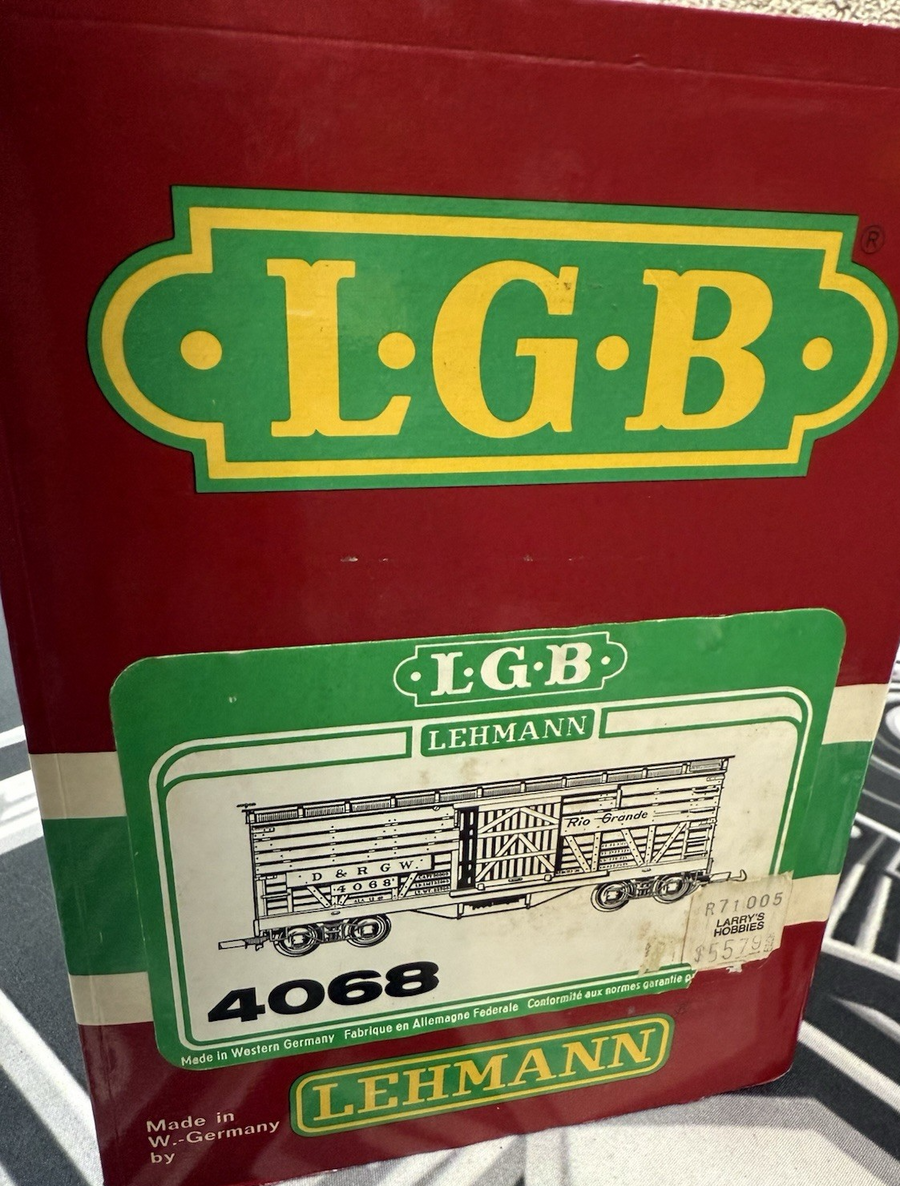 L·G·B
®
L·G·B
LEHMANN
Rio Grande
D & R G W.
4068
R71005
LARRY'S
HOBBIES
4068
Made in Western Germany Fabrique en Allemagne Federale Conformité aux normes garantie
LEHMANN
Made in
W.-Germany
by